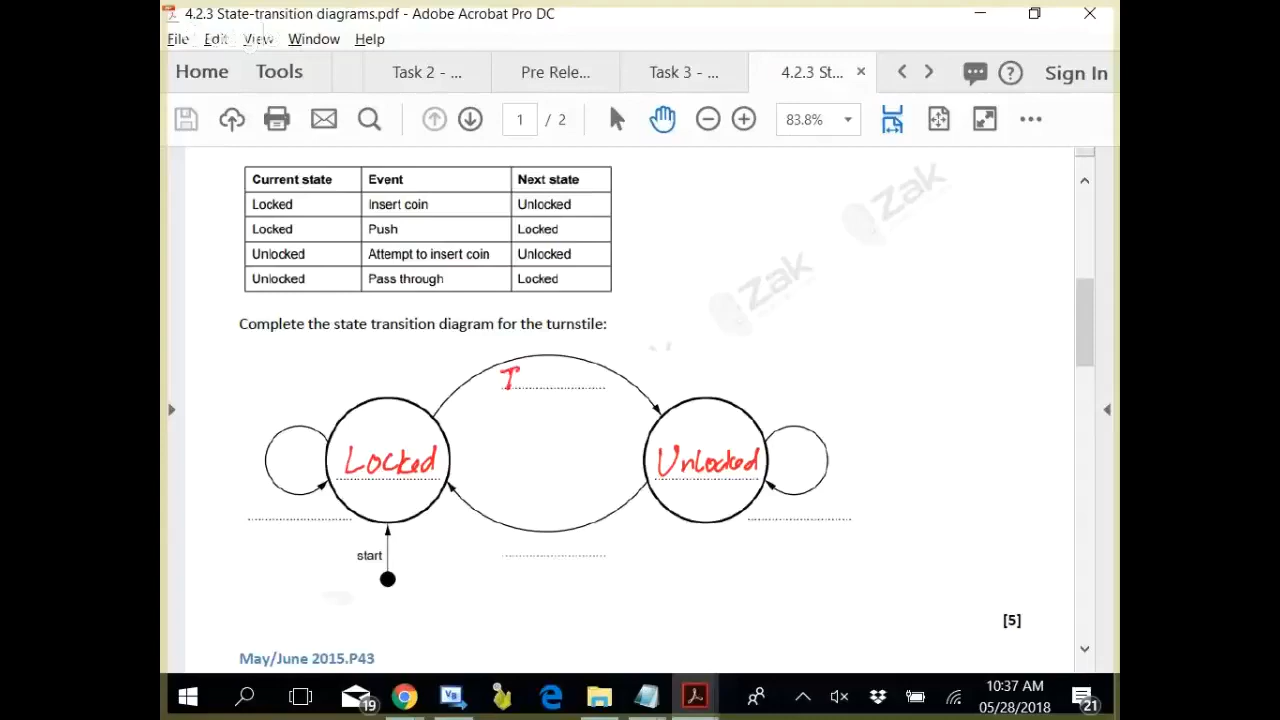 4.2.3 State-transition diagrams.pdf - Adobe Acrobat Pro DC
File Edit View Window Help
Home Tools Task 2 - ... Pre Rele... Task 3 - ... 4.2.3 St... × Sign In
1 / 2 83.8%
Current state Event Next state
Locked Insert coin Unlocked
Locked Push Locked
Unlocked Attempt to insert coin Unlocked
Unlocked Pass through Locked
Zak
Zak
Complete the state transition diagram for the turnstile:
I
Locked Unlocked
start
[5]
May/June 2015.P43
10:37 AM
19 05/28/2018 21